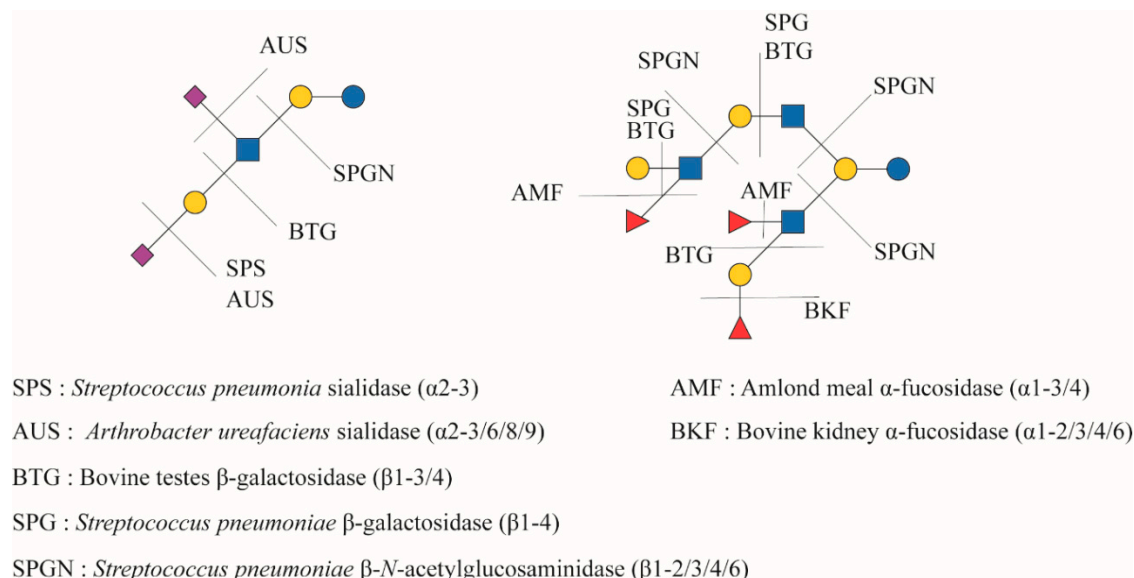 AUS
SPGN
BTG
SPS
AUS
SPG
BTG
SPGN
SPGN
SPG
BTG
AMF
AMF
BTG
SPGN
BKF
SPS : Streptococcus pneumonia sialidase (α2-3)
AMF : Amlond meal α-fucosidase (α1-3/4)
AUS : Arthrobacter ureafaciens sialidase (α2-3/6/8/9)
BKF : Bovine kidney α-fucosidase (α1-2/3/4/6)
BTG : Bovine testes β-galactosidase (β1-3/4)
SPG : Streptococcus pneumoniae β-galactosidase (β1-4)
SPGN : Streptococcus pneumoniae β-N-acetylglucosaminidase (β1-2/3/4/6)